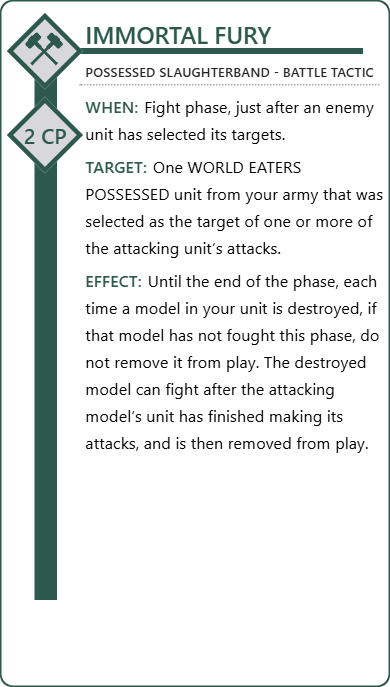 IMMORTAL FURY
POSSESSED SLAUGHTERBAND - BATTLE TACTIC
2 CP
WHEN: Fight phase, just after an enemy
unit has selected its targets.
TARGET: One WORLD EATERS
POSSESSED unit from your army that was
selected as the target of one or more of
the attacking unit's attacks.
EFFECT: Until the end of the phase, each
time a model in your unit is destroyed, if
that model has not fought this phase, do
not remove it from play. The destroyed
model can fight after the attacking
model's unit has finished making its
attacks, and is then removed from play.